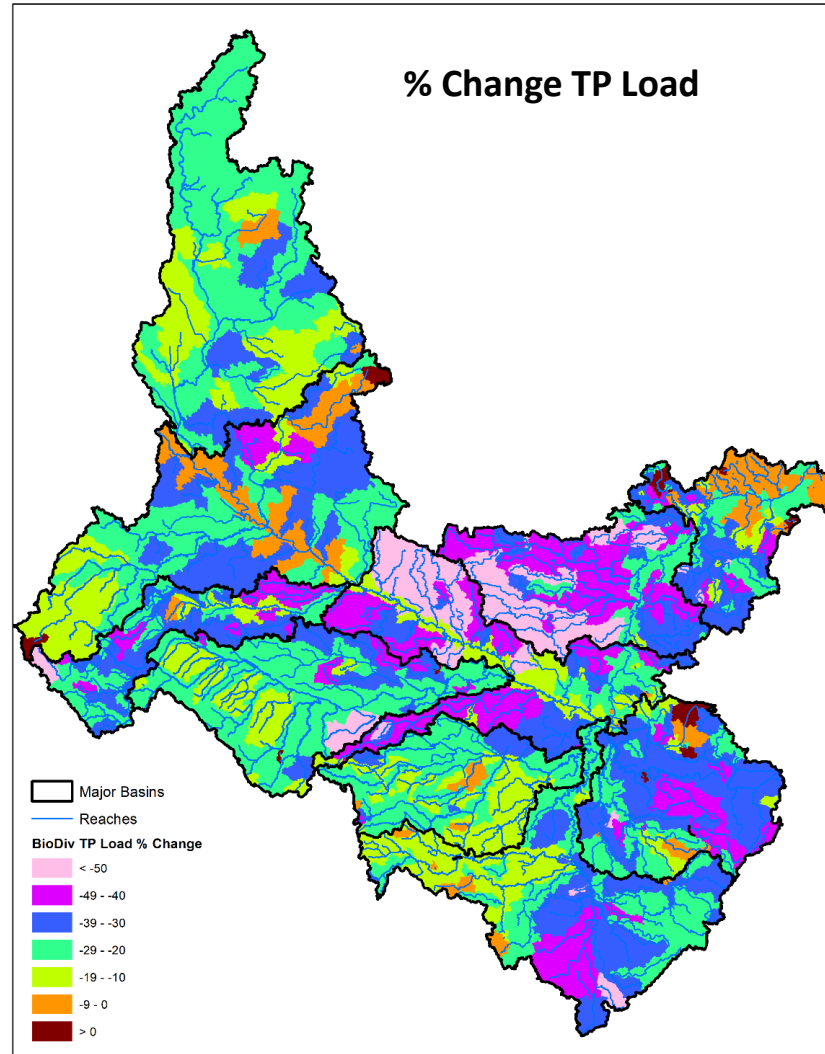 % Change TP Load
Major Basins
Reaches
BioDiv TP Load % Change
< -50
-49 - -40
-39 - -30
-29 - -20
-19 - -10
-9 - 0
> 0